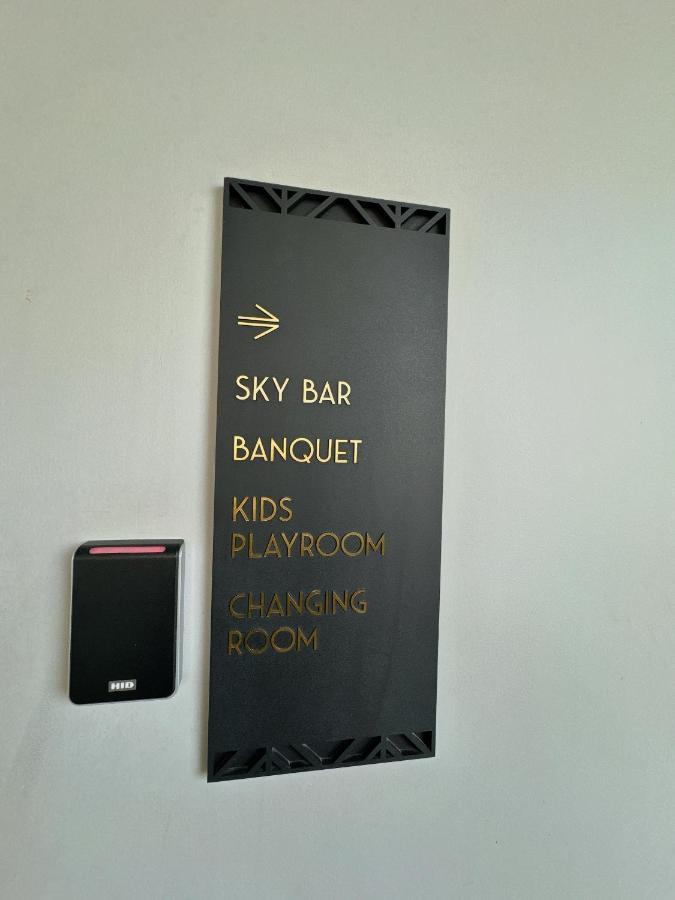 SKY BAR
BANQUET
KIDS
PLAYROOM
CHANGING
ROOM
HID